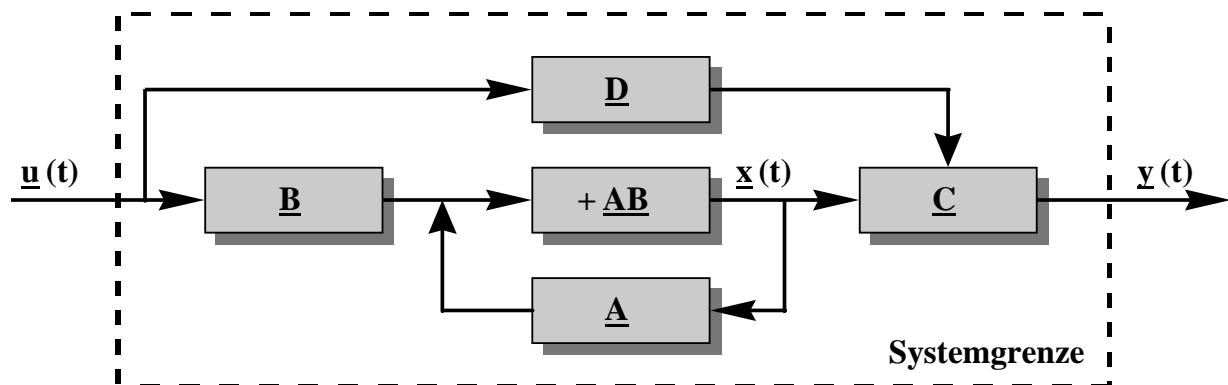 D
u (t)
B
+ AB
x (t)
C
y (t)
A
Systemgrenze